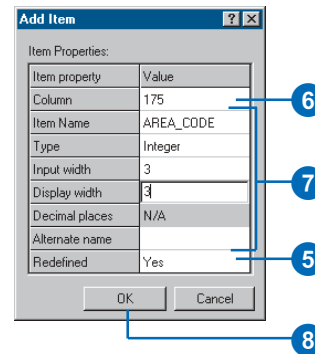 Add Item ? X
Item Properties:
Item property Value
Column 175
6
Item Name AREA_CODE
Type Integer
Input width 3
7
Display width 3
Decimal places N/A
Alternate name
Redefined Yes
5
OK Cancel
8